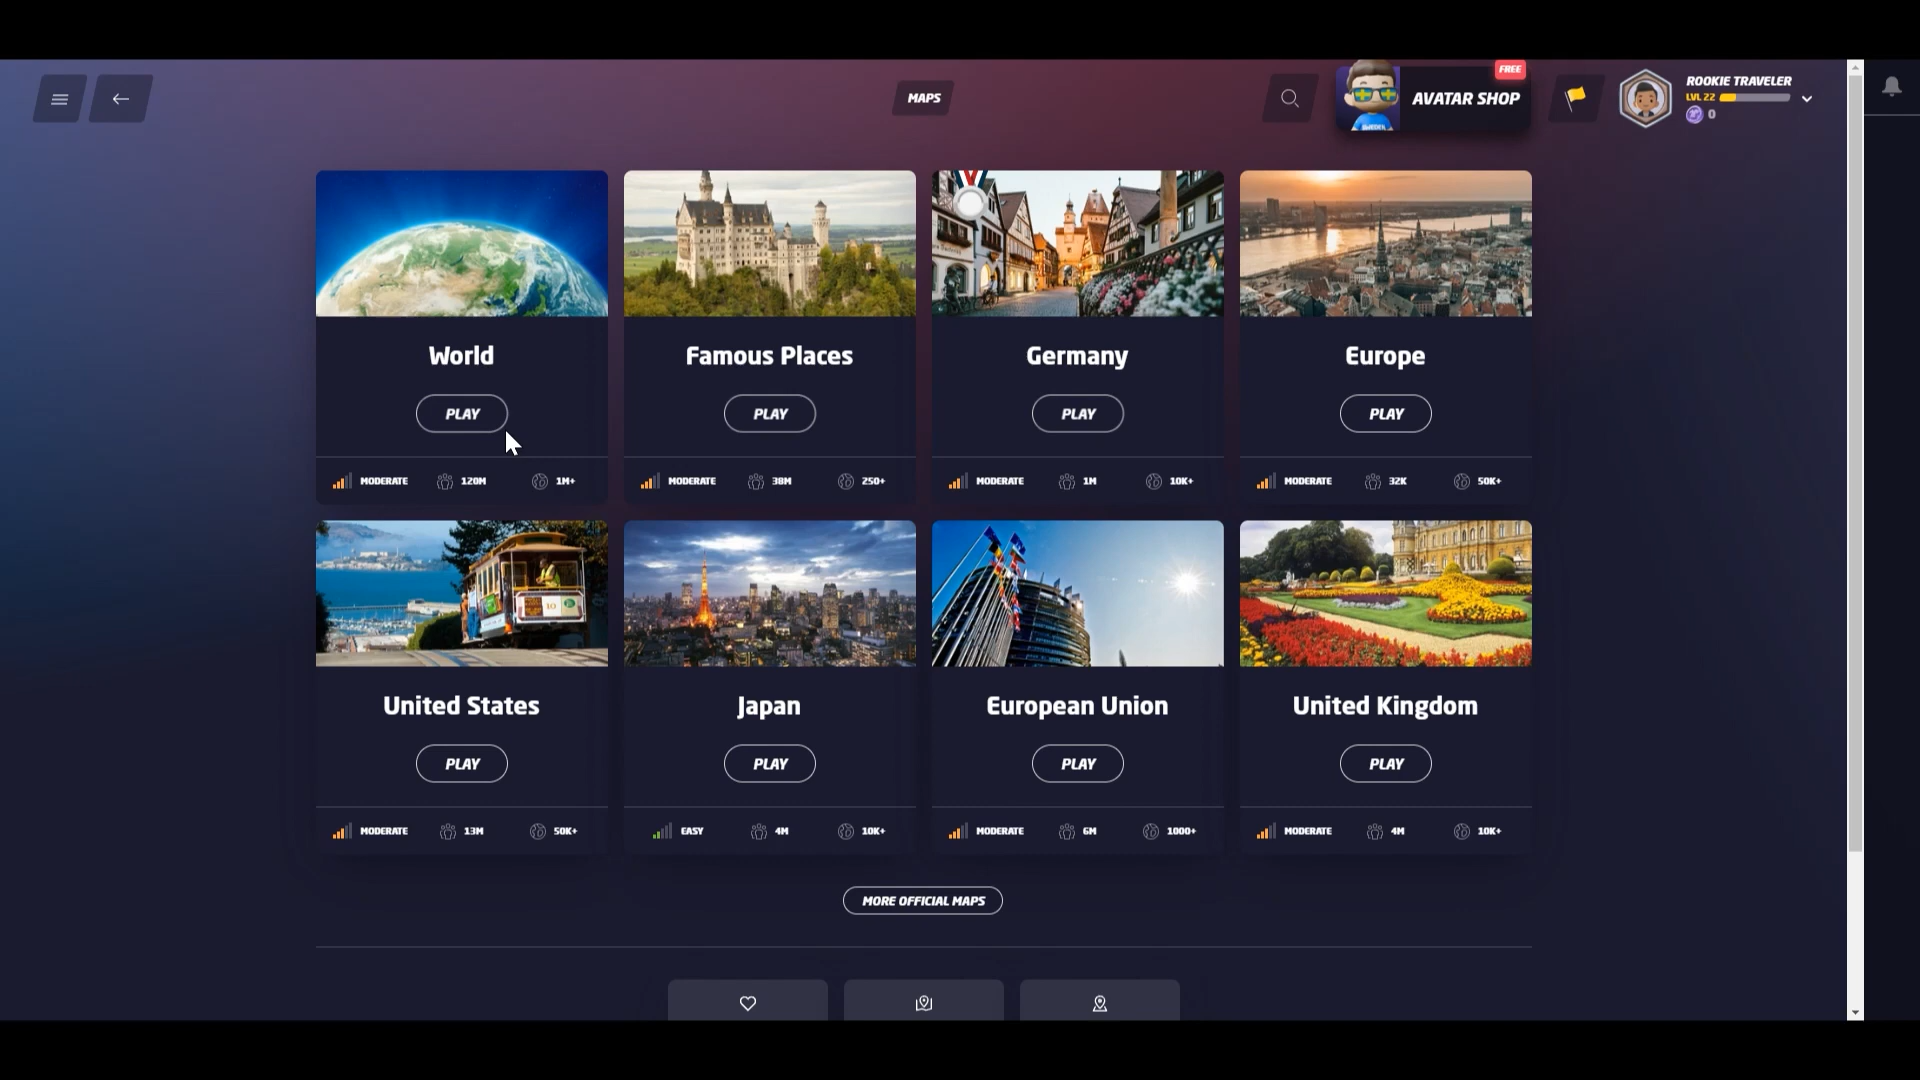 MAPS
FREE
AVATAR SHOP
ROOKIE TRAVELER
LVL 22
0
World
PLAY
MODERATE 120M 1M+
Famous Places
PLAY
MODERATE 38M 250+
Germany
PLAY
MODERATE 1M 10K+
Europe
PLAY
MODERATE 32K 50K+
United States
PLAY
MODERATE 13M 50K+
Japan
PLAY
EASY 4M 10K+
European Union
PLAY
MODERATE 6M 1000+
United Kingdom
PLAY
MODERATE 4M 10K+
MORE OFFICIAL MAPS